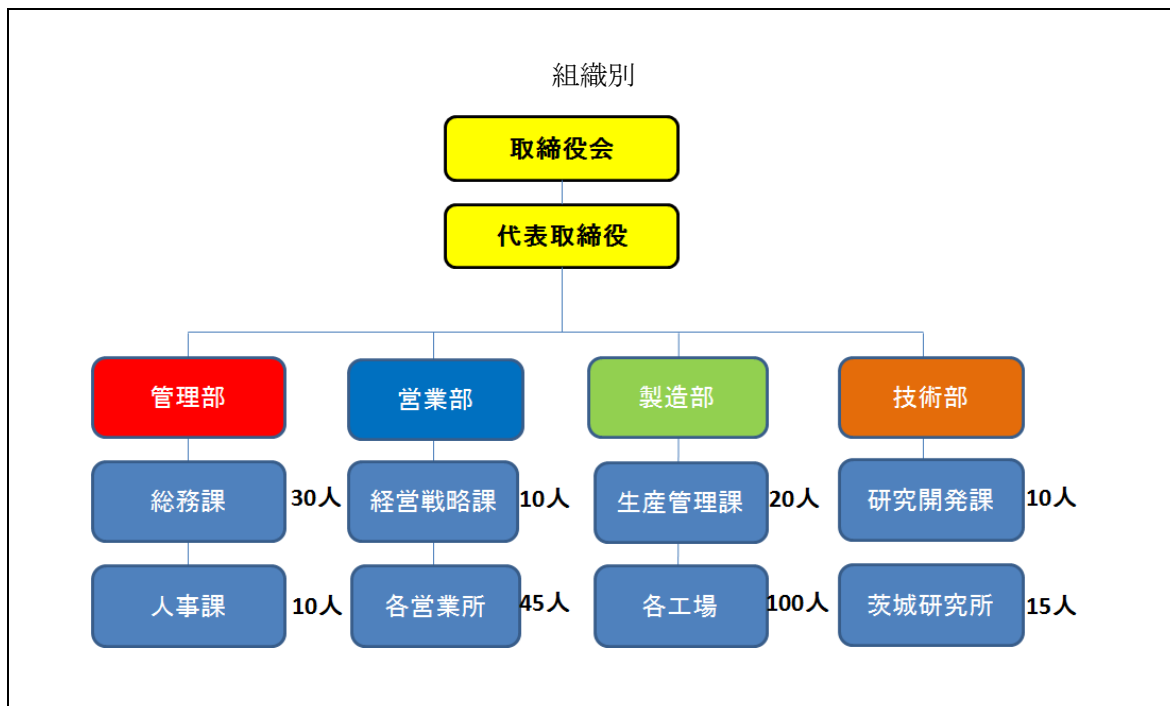 組織別
取締役会
代表取締役
管理部
営業部
製造部
技術部
総務課
30人
経営戦略課
10人
生産管理課
20人
研究開発課
10人
人事課
10人
各営業所
45人
各工場
100人
茨城研究所
15人